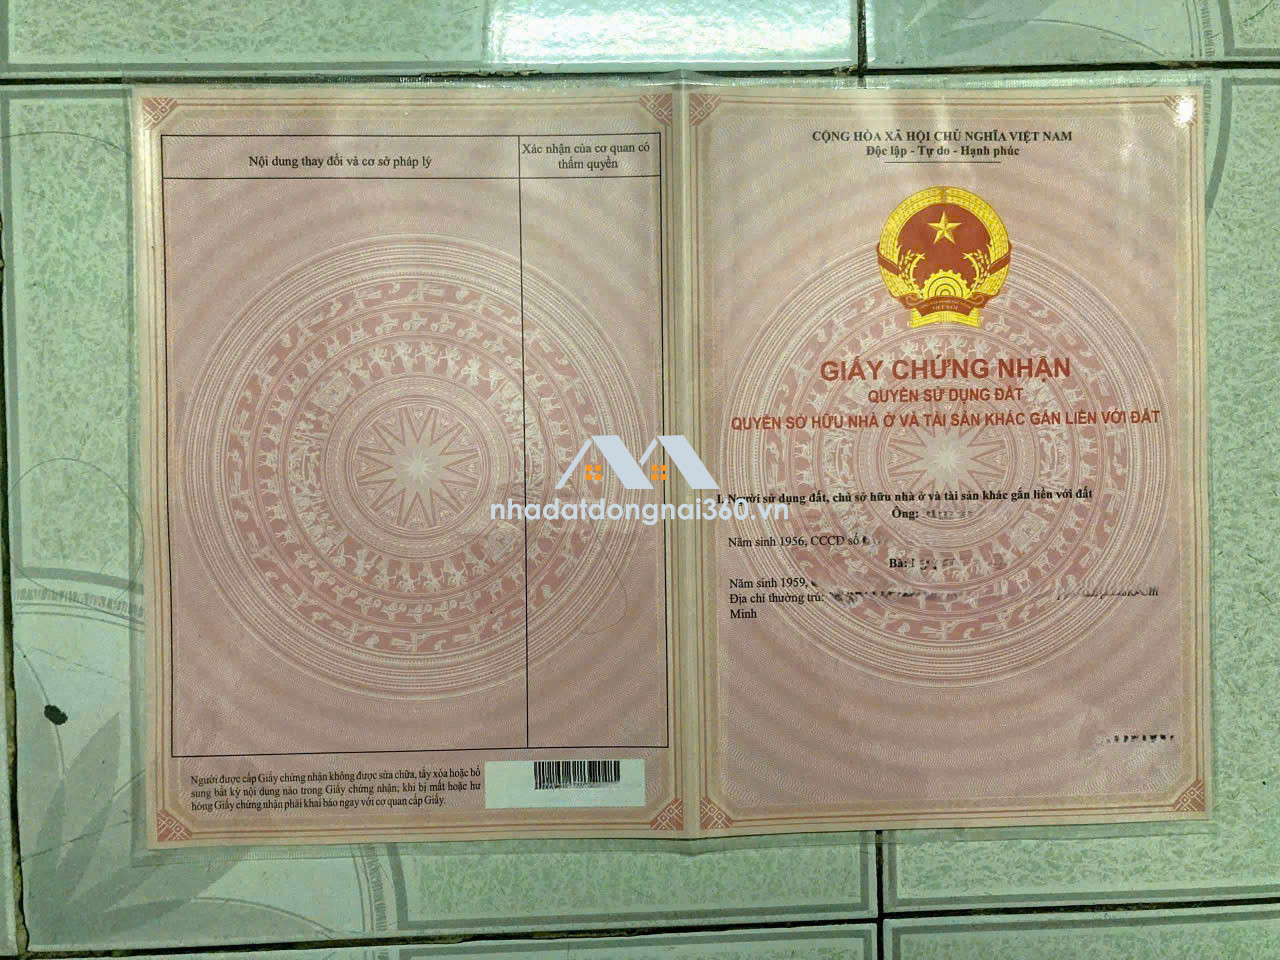 Nội dung thay đổi và cơ sở pháp lý
Xác nhận của cơ quan có
thẩm quyền
Người được cấp Giấy chứng nhận không được sửa chữa, tẩy xóa hoặc bổ
sung bất kỳ nội dung nào trong Giấy chứng nhận; khi bị mất hoặc hư
hỏng Giấy chứng nhận phải khai báo ngay với cơ quan cấp Giấy.
CỘNG HÒA XÃ HỘI CHỦ NGHĨA VIỆT NAM
Độc lập - Tự do - Hạnh phúc
VIỆT NAM
GIẤY CHỨNG NHẬN
QUYỀN SỬ DỤNG ĐẤT
QUYỀN SỞ HỮU NHÀ Ở VÀ TÀI SẢN KHÁC GẮN LIỀN VỚI ĐẤT
nhadatdongnai360.vn
I. Người sử dụng đất, chủ sở hữu nhà ở và tài sản khác gắn liền với đất
Ông:
Năm sinh 1956, CCCD số
Bà:
Năm sinh 1959,
Địa chỉ thường trú:
Minh